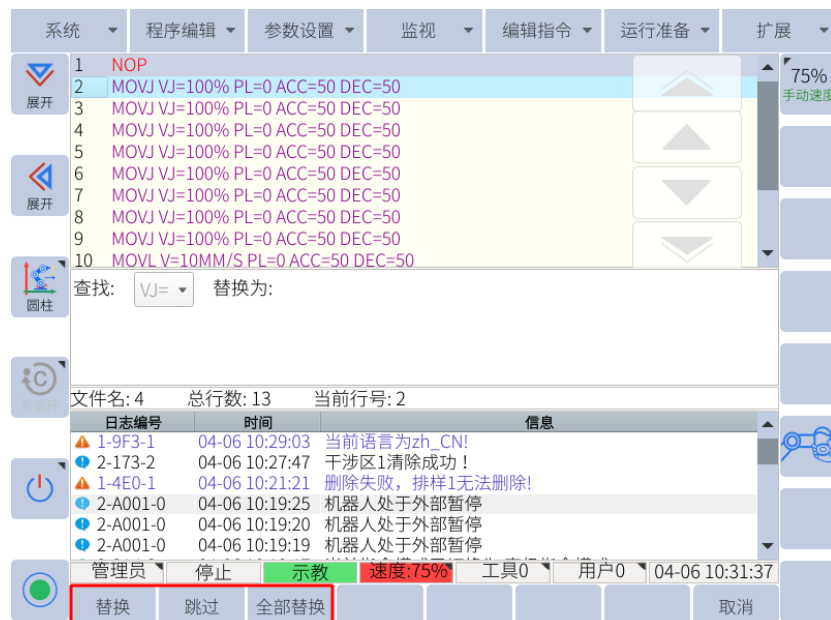 系统 程序编辑 参数设置 监视 编辑指令 运行准备 扩展
展开
展开
圆柱
75%
手动速度
1 NOP
2 MOVJ VJ=100% PL=0 ACC=50 DEC=50
3 MOVJ VJ=100% PL=0 ACC=50 DEC=50
4 MOVJ VJ=100% PL=0 ACC=50 DEC=50
5 MOVJ VJ=100% PL=0 ACC=50 DEC=50
6 MOVJ VJ=100% PL=0 ACC=50 DEC=50
7 MOVJ VJ=100% PL=0 ACC=50 DEC=50
8 MOVJ VJ=100% PL=0 ACC=50 DEC=50
9 MOVJ VJ=100% PL=0 ACC=50 DEC=50
10 MOVL V=10MM/S PL=0 ACC=50 DEC=50
查找: VJ= 替换为:
文件名: 4 总行数: 13 当前行号: 2
日志编号 时间 信息
1-9F3-1 04-06 10:29:03 当前语言为zh_CN!
2-173-2 04-06 10:27:47 干涉区1清除成功！
1-4E0-1 04-06 10:21:21 删除失败，排样1无法删除!
2-A001-0 04-06 10:19:25 机器人处于外部暂停
2-A001-0 04-06 10:19:20 机器人处于外部暂停
2-A001-0 04-06 10:19:19 机器人处于外部暂停
管理员 停止 示教 速度:75% 工具0 用户0 04-06 10:31:37
替换 跳过 全部替换 取消